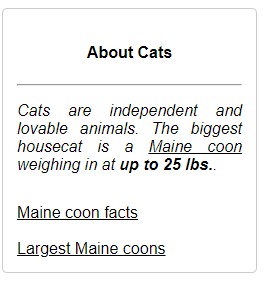 About Cats
Cats are independent and
lovable animals. The biggest
housecat is a Maine coon
weighing in at up to 25 lbs..
Maine coon facts
Largest Maine coons